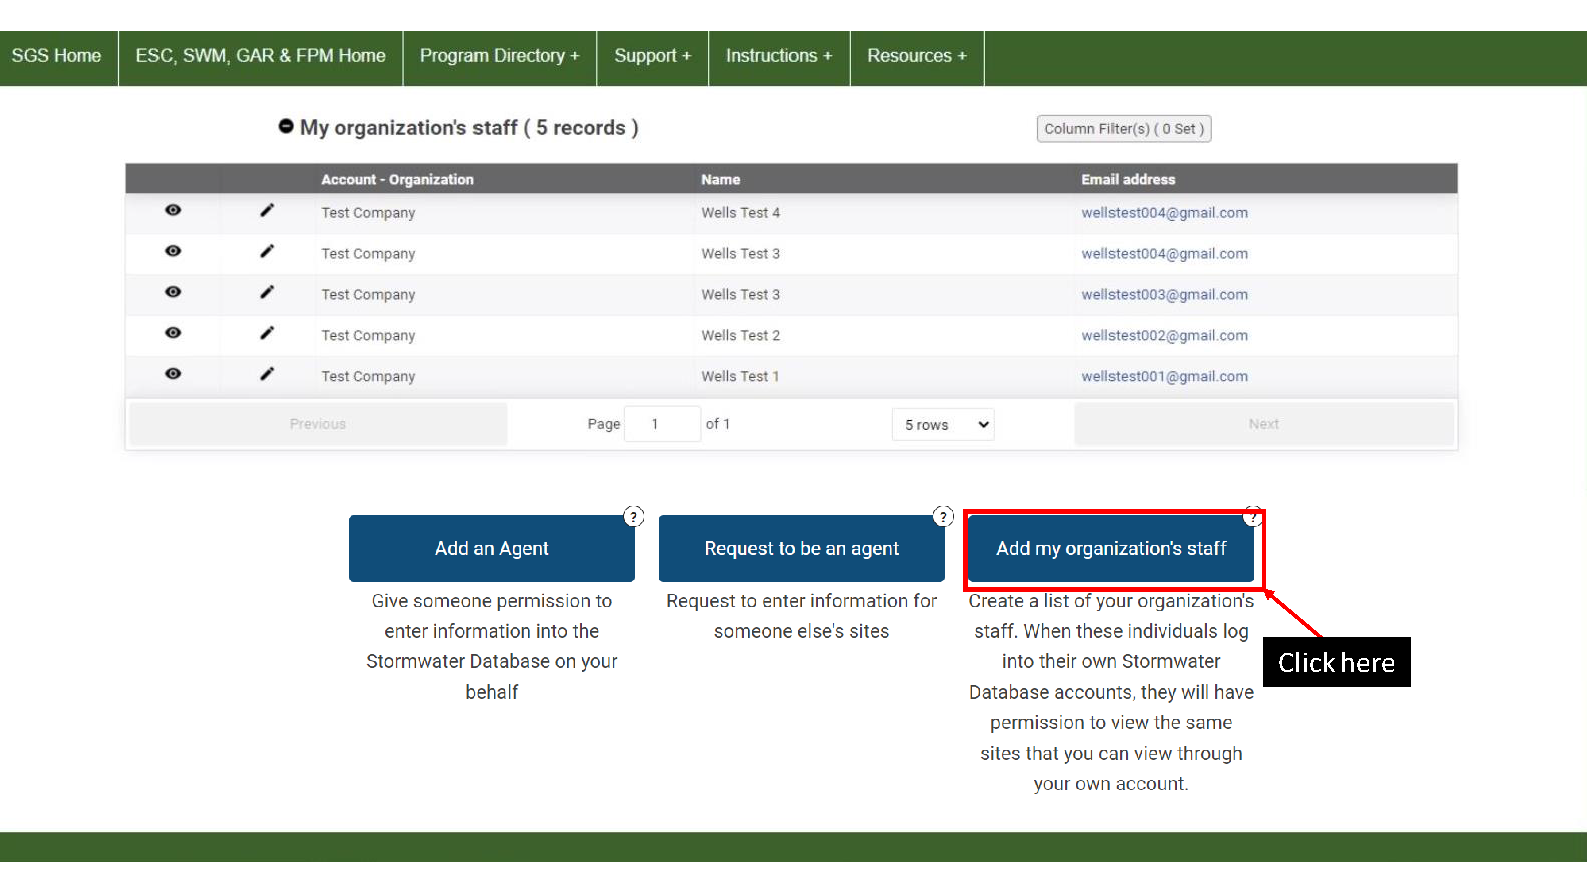 SGS Home ESC, SWM, GAR & FPM Home Program Directory + Support + Instructions + Resources +
My organization's staff ( 5 records ) Column Filter(s) ( 0 Set )
Account - Organization Name Email address
Test Company Wells Test 4 wellstest004@gmail.com
Test Company Wells Test 3 wellstest004@gmail.com
Test Company Wells Test 3 wellstest003@gmail.com
Test Company Wells Test 2 wellstest002@gmail.com
Test Company Wells Test 1 wellstest001@gmail.com
Previous Page 1 of 1 5 rows Next
? ? ?
Add an Agent Request to be an agent Add my organization's staff
Give someone permission to
enter information into the
Stormwater Database on your
behalf
Request to enter information for
someone else's sites
Create a list of your organization's
staff. When these individuals log
into their own Stormwater
Database accounts, they will have
permission to view the same
sites that you can view through
your own account.
Click here